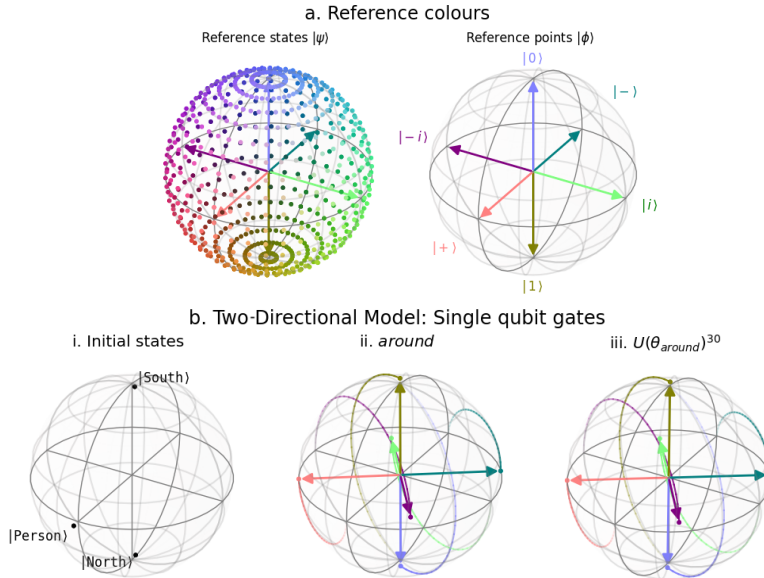 a. Reference colours
Reference states |ψ⟩
Reference points |ϕ⟩
|0⟩
|−⟩
|−i⟩
|i⟩
|+⟩
|1⟩
b. Two-Directional Model: Single qubit gates
i. Initial states
ii. around
iii. U(θaround)³⁰
|South⟩
|Person⟩
|North⟩